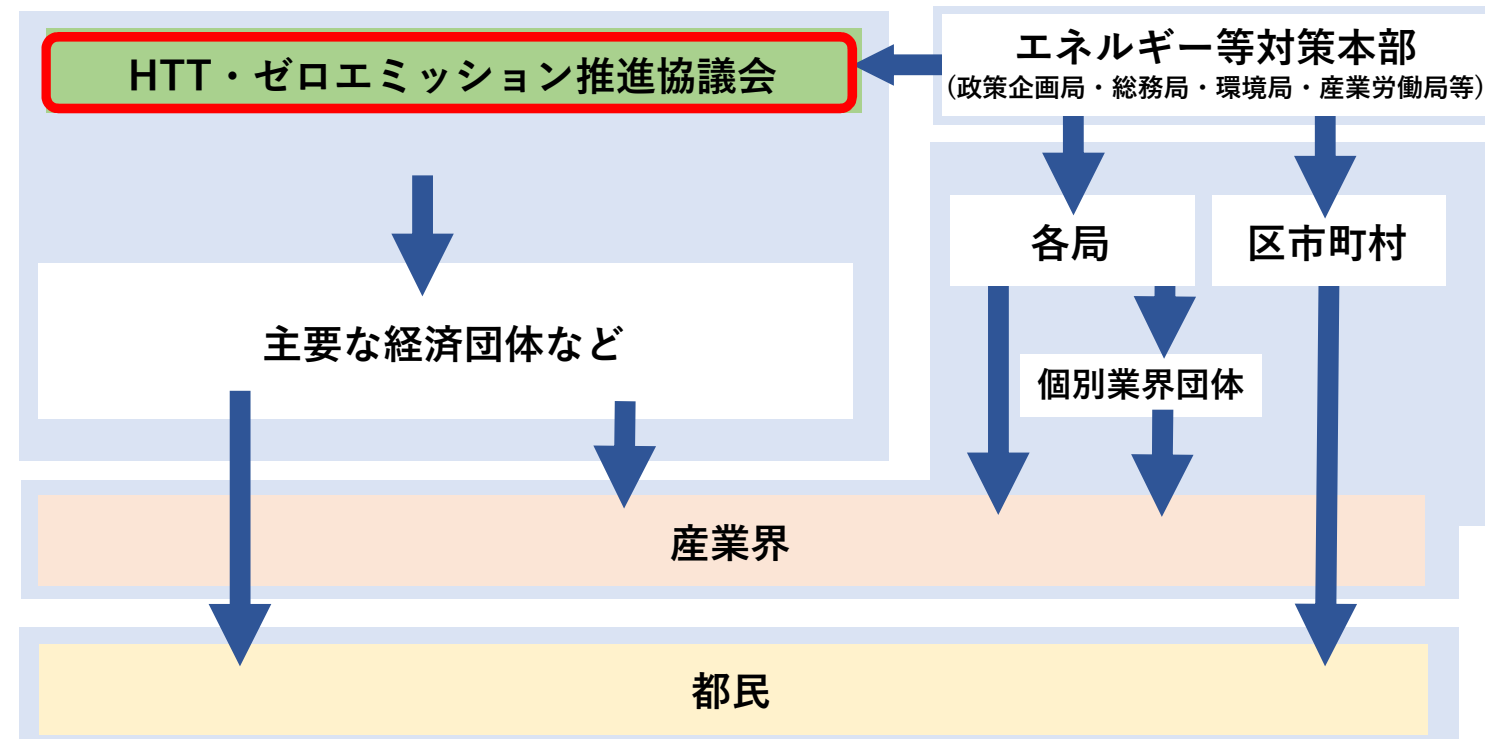 HTT・ゼロエミッション推進協議会
エネルギー等対策本部
(政策企画局・総務局・環境局・産業労働局等)
各局
区市町村
主要な経済団体など
個別業界団体
産業界
都民